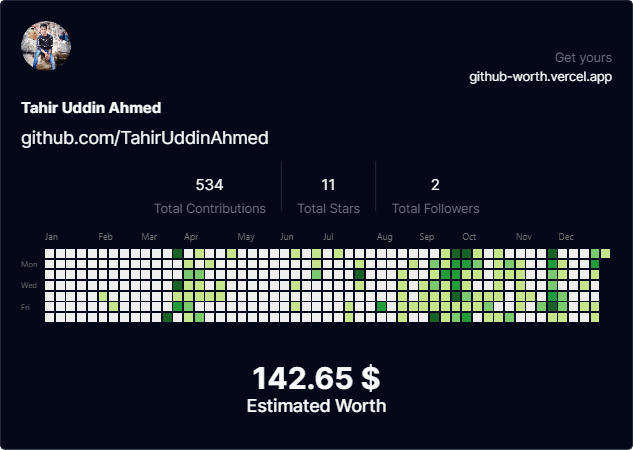 Get yours
github-worth.vercel.app
Tahir Uddin Ahmed
github.com/TahirUddinAhmed
534
Total Contributions
11
Total Stars
2
Total Followers
Jan Feb Mar Apr May Jun Jul Aug Sep Oct Nov Dec
Mon
Wed
Fri
142.65 $
Estimated Worth